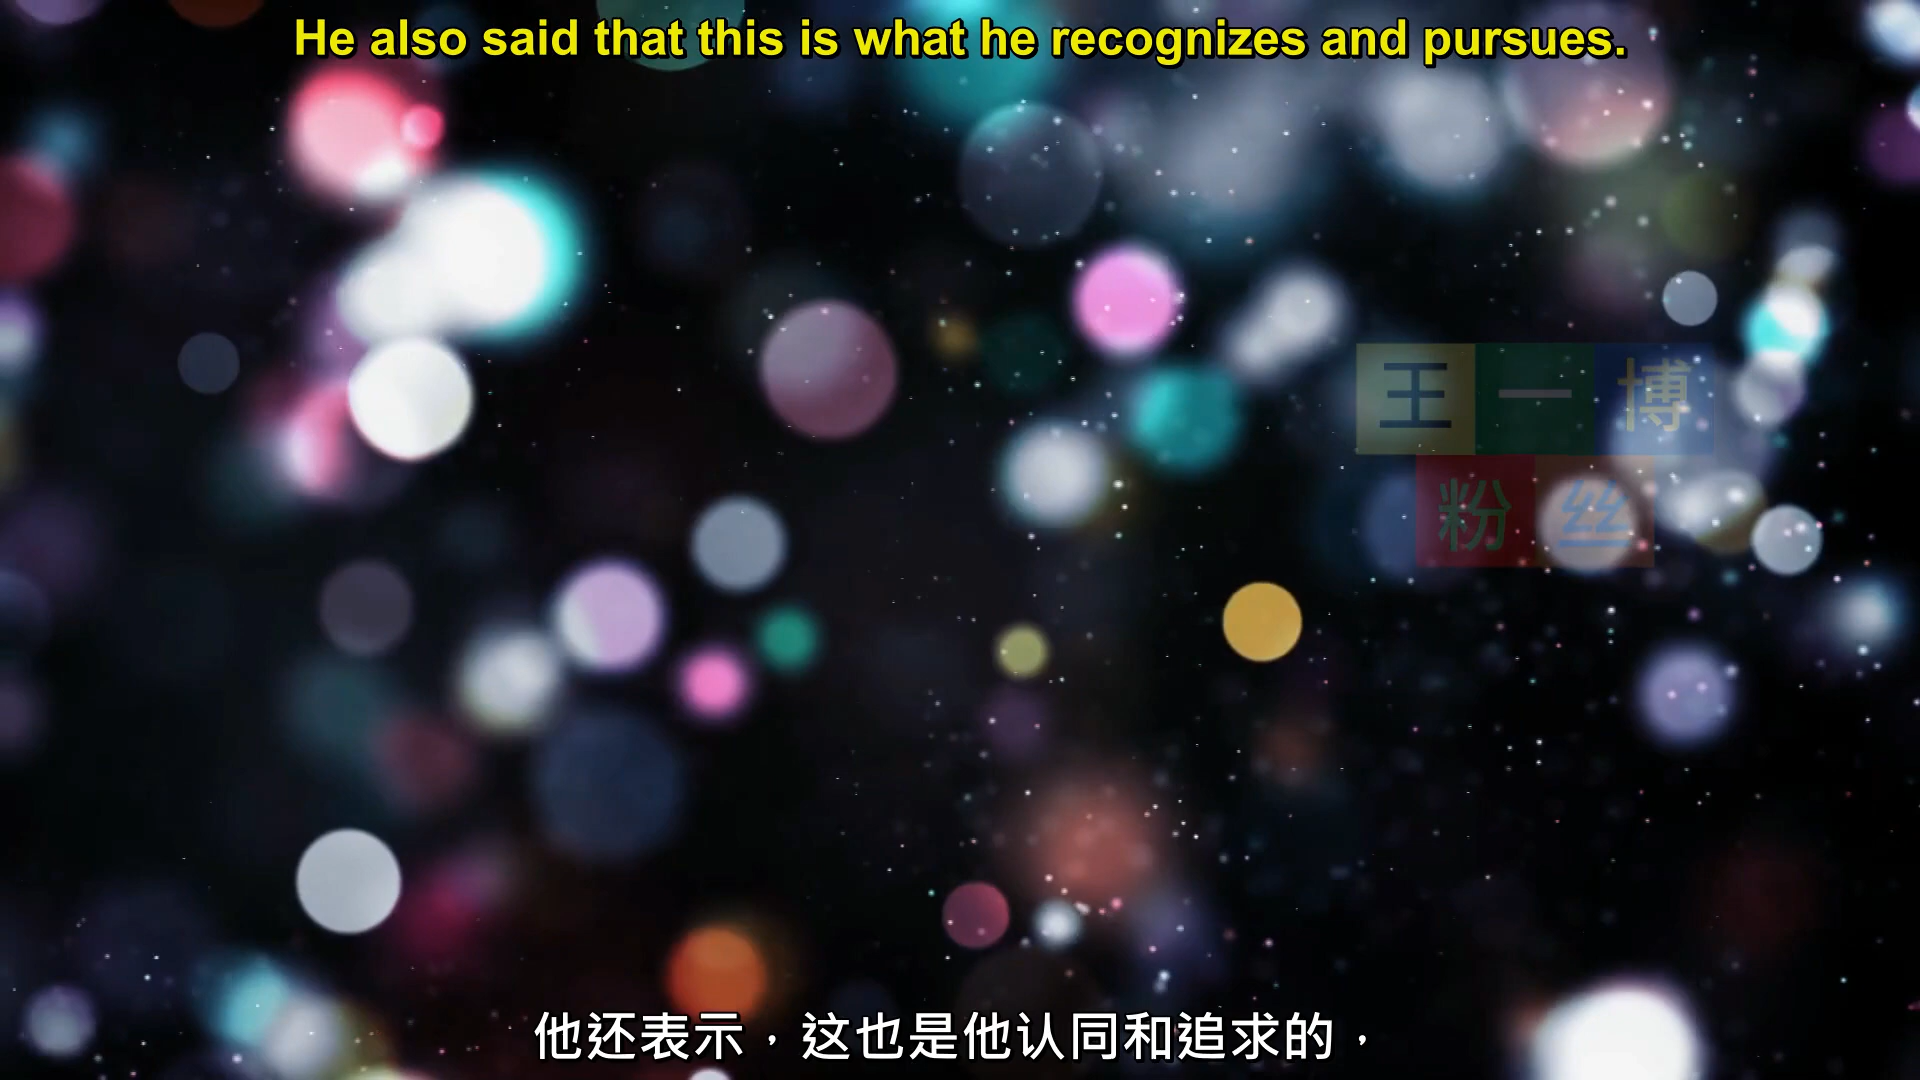 He also said that this is what he recognizes and pursues.
王一博
粉丝
他还表示，这也是他认同和追求的，